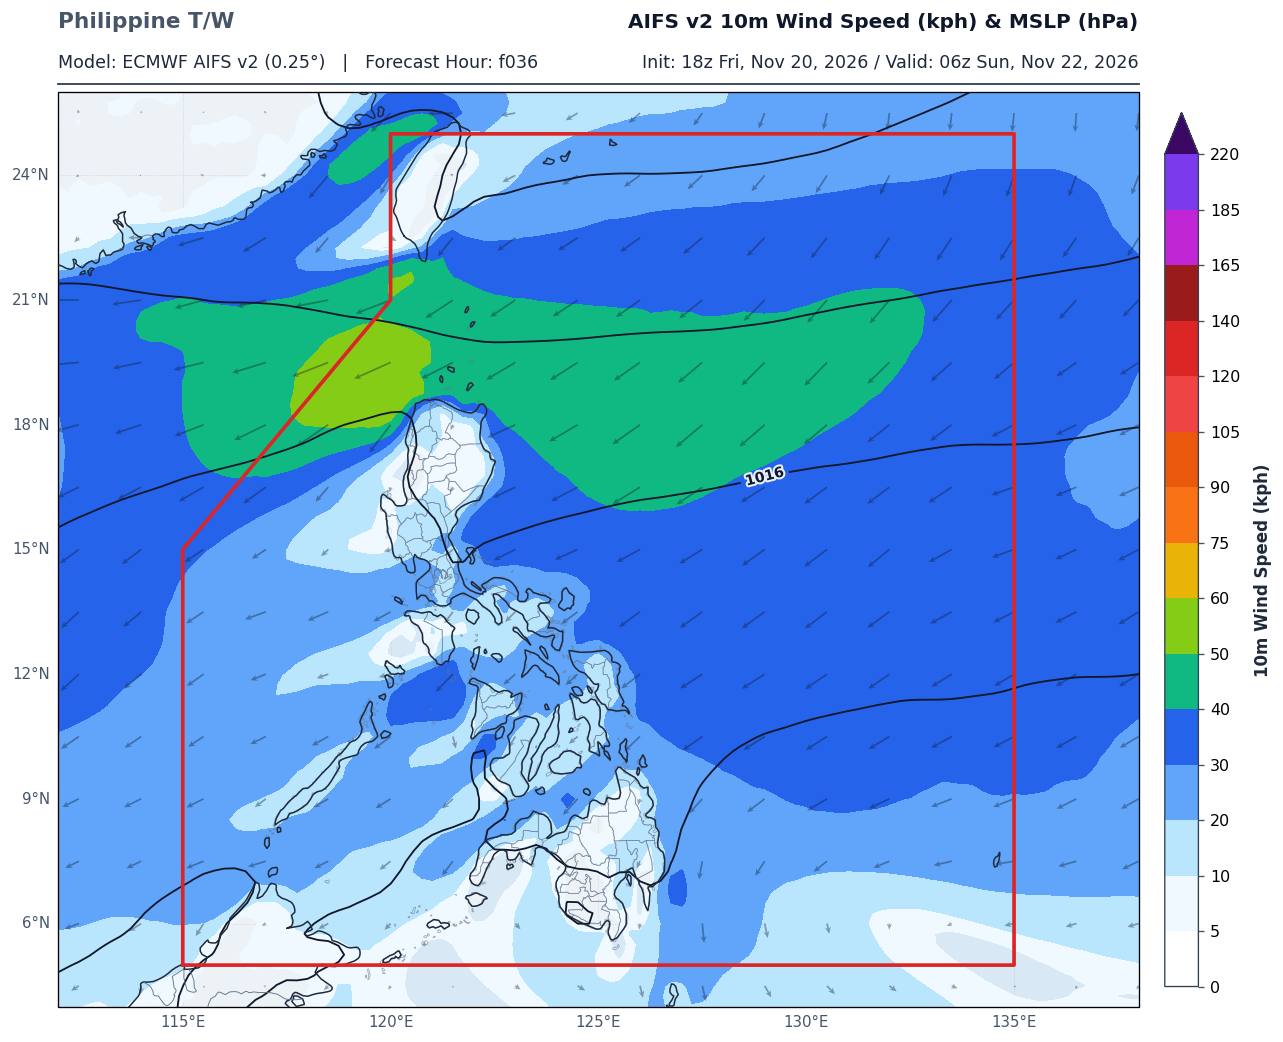 Philippine T/W
AIFS v2 10m Wind Speed (kph) & MSLP (hPa)
Model: ECMWF AIFS v2 (0.25°) | Forecast Hour: f036
Init: 18z Fri, Nov 20, 2026 / Valid: 06z Sun, Nov 22, 2026
24°N
21°N
18°N
15°N
12°N
9°N
6°N
115°E
120°E
125°E
130°E
135°E
1016
220
185
165
140
120
105
90
75
60
50
40
30
20
10
5
0
10m Wind Speed (kph)